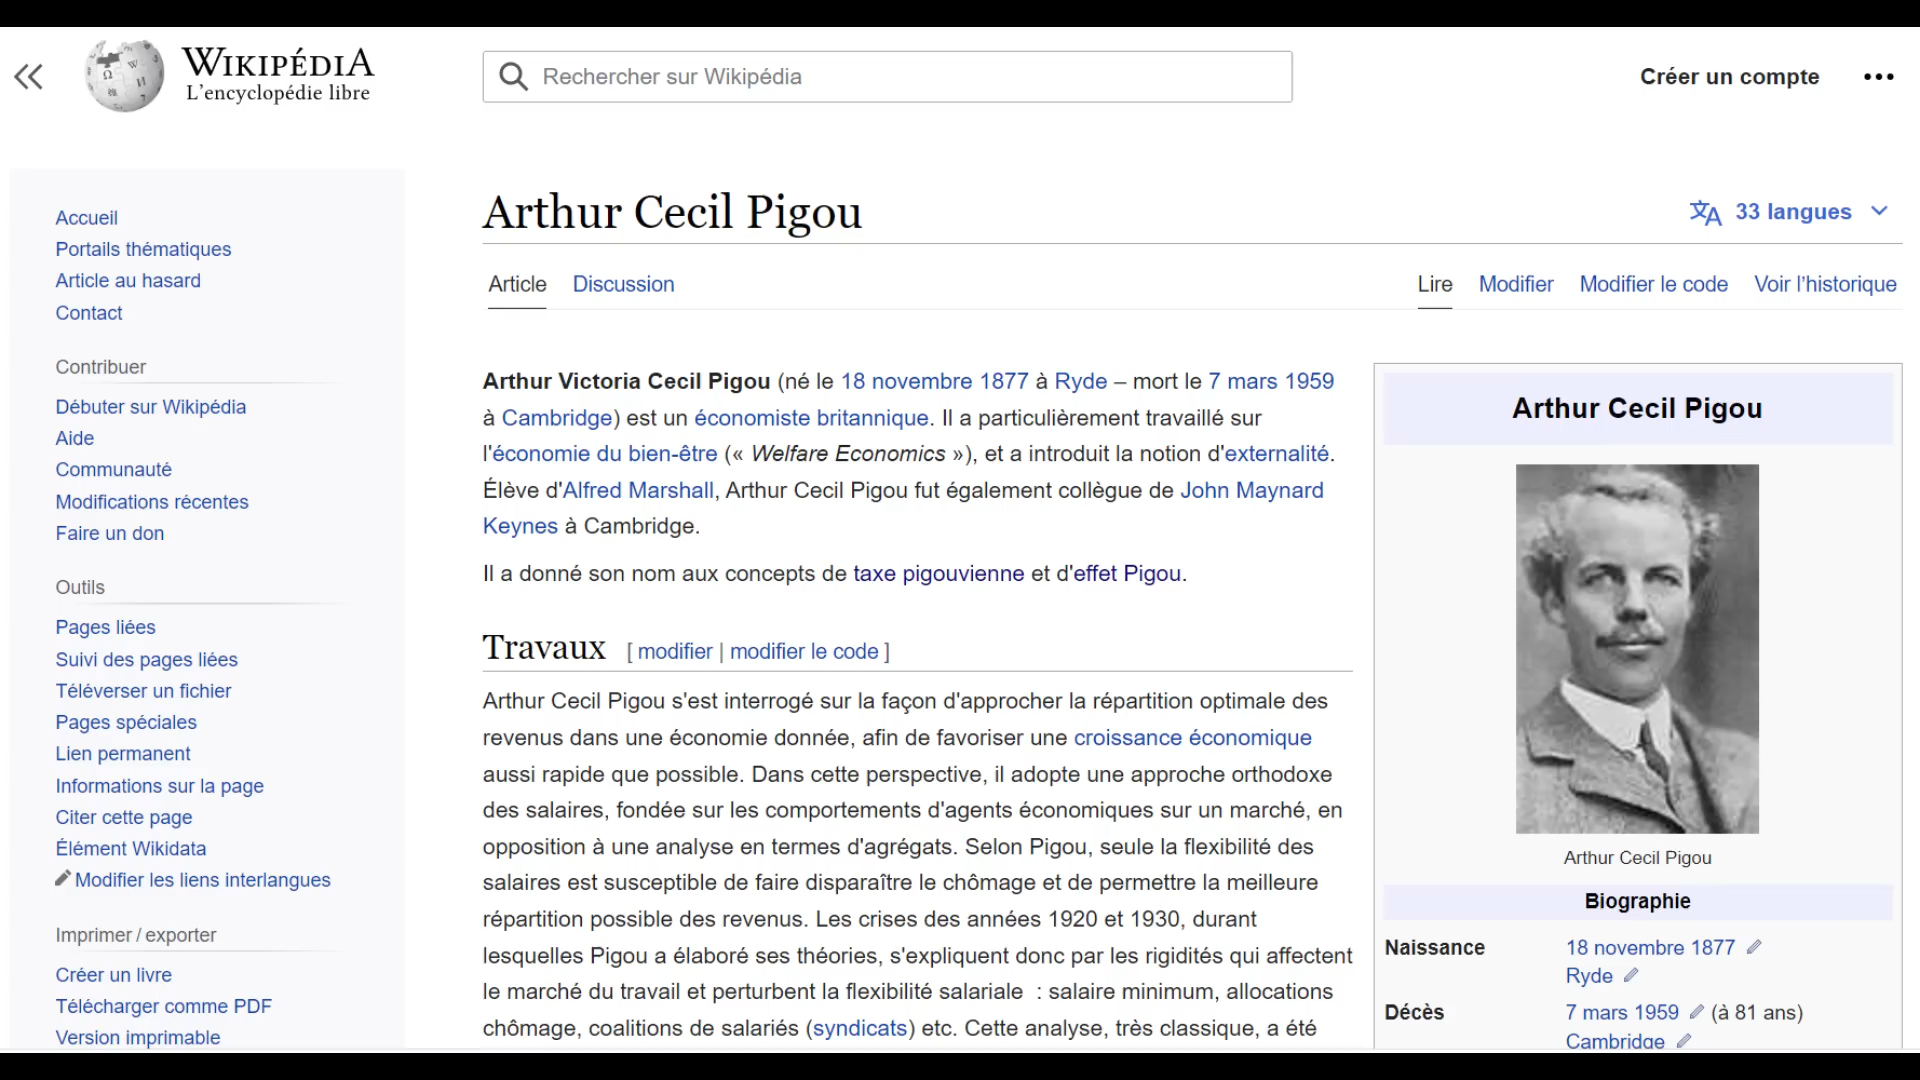 WIKIPÉDIA
L'encyclopédie libre
Rechercher sur Wikipédia
Créer un compte
Accueil
Portails thématiques
Article au hasard
Contact
Contribuer
Débuter sur Wikipédia
Aide
Communauté
Modifications récentes
Faire un don
Outils
Pages liées
Suivi des pages liées
Téléverser un fichier
Pages spéciales
Lien permanent
Informations sur la page
Citer cette page
Élément Wikidata
Modifier les liens interlangues
Imprimer / exporter
Créer un livre
Télécharger comme PDF
Version imprimable
Arthur Cecil Pigou
33 langues
Article Discussion
Lire Modifier Modifier le code Voir l'historique
Arthur Victoria Cecil Pigou (né le 18 novembre 1877 à Ryde – mort le 7 mars 1959
à Cambridge) est un économiste britannique. Il a particulièrement travaillé sur
l'économie du bien-être (« Welfare Economics »), et a introduit la notion d'externalité.
Élève d'Alfred Marshall, Arthur Cecil Pigou fut également collègue de John Maynard
Keynes à Cambridge.
Il a donné son nom aux concepts de taxe pigouvienne et d'effet Pigou.
Travaux [ modifier | modifier le code ]
Arthur Cecil Pigou s'est interrogé sur la façon d'approcher la répartition optimale des
revenus dans une économie donnée, afin de favoriser une croissance économique
aussi rapide que possible. Dans cette perspective, il adopte une approche orthodoxe
des salaires, fondée sur les comportements d'agents économiques sur un marché, en
opposition à une analyse en termes d'agrégats. Selon Pigou, seule la flexibilité des
salaires est susceptible de faire disparaître le chômage et de permettre la meilleure
répartition possible des revenus. Les crises des années 1920 et 1930, durant
lesquelles Pigou a élaboré ses théories, s'expliquent donc par les rigidités qui affectent
le marché du travail et perturbent la flexibilité salariale : salaire minimum, allocations
chômage, coalitions de salariés (syndicats) etc. Cette analyse, très classique, a été
Arthur Cecil Pigou
Arthur Cecil Pigou
Biographie
Naissance 18 novembre 1877
Ryde
Décès 7 mars 1959 (à 81 ans)
Cambridge